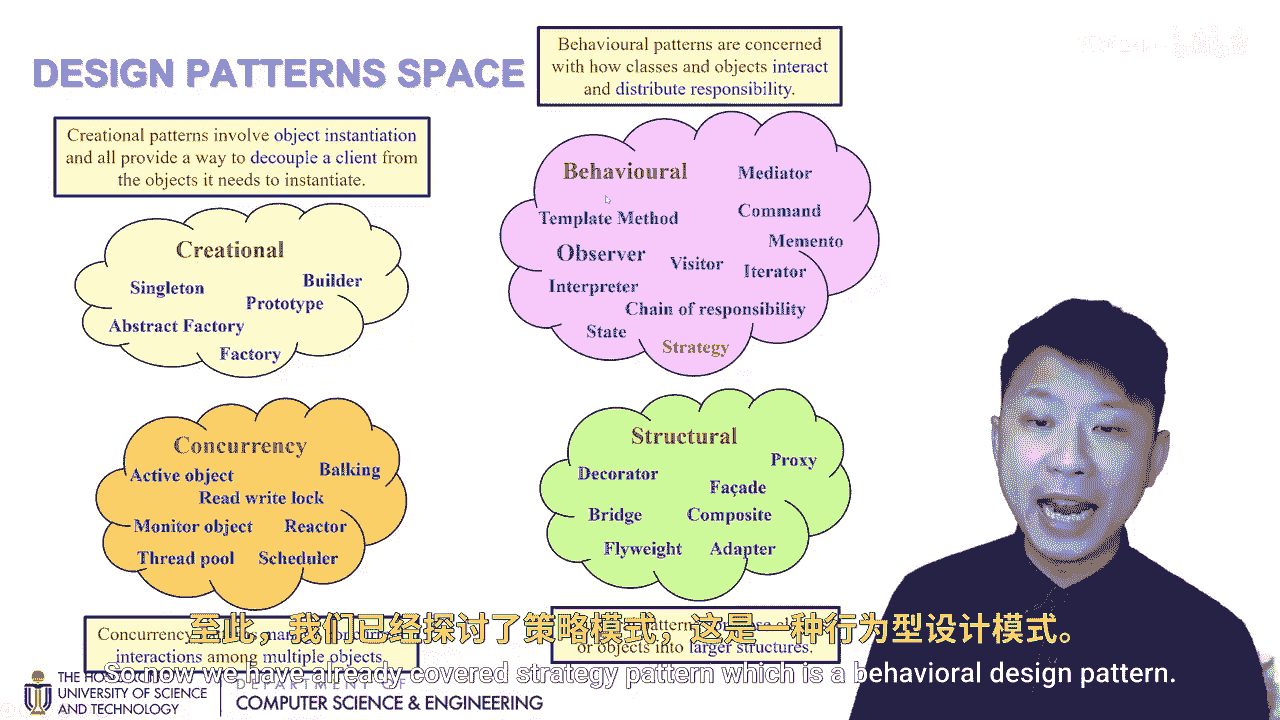 DESIGN PATTERNS SPACE
Behavioural patterns are concerned
with how classes and objects interact
and distribute responsibility.
Creational patterns involve object instantiation
and all provide a way to decouple a client from
the objects it needs to instantiate.
Creational
Singleton
Builder
Prototype
Abstract Factory
Factory
Behavioural
Mediator
Template Method
Command
Observer
Memento
Visitor
Iterator
Interpreter
Chain of responsibility
State
Strategy
Concurrency
Active object
Balking
Read write lock
Monitor object
Reactor
Thread pool
Scheduler
Structural
Decorator
Proxy
Façade
Bridge
Composite
Flyweight
Adapter
Concurrency
interactions among multiple objects.
or objects into larger structures.
至此，我们已经探讨了策略模式，这是一种行为型设计模式。
So now we have already covered strategy pattern which is a behavioral design pattern.
THE HONG KONG
UNIVERSITY OF SCIENCE
AND TECHNOLOGY
DEPARTMENT OF
COMPUTER SCIENCE & ENGINEERING